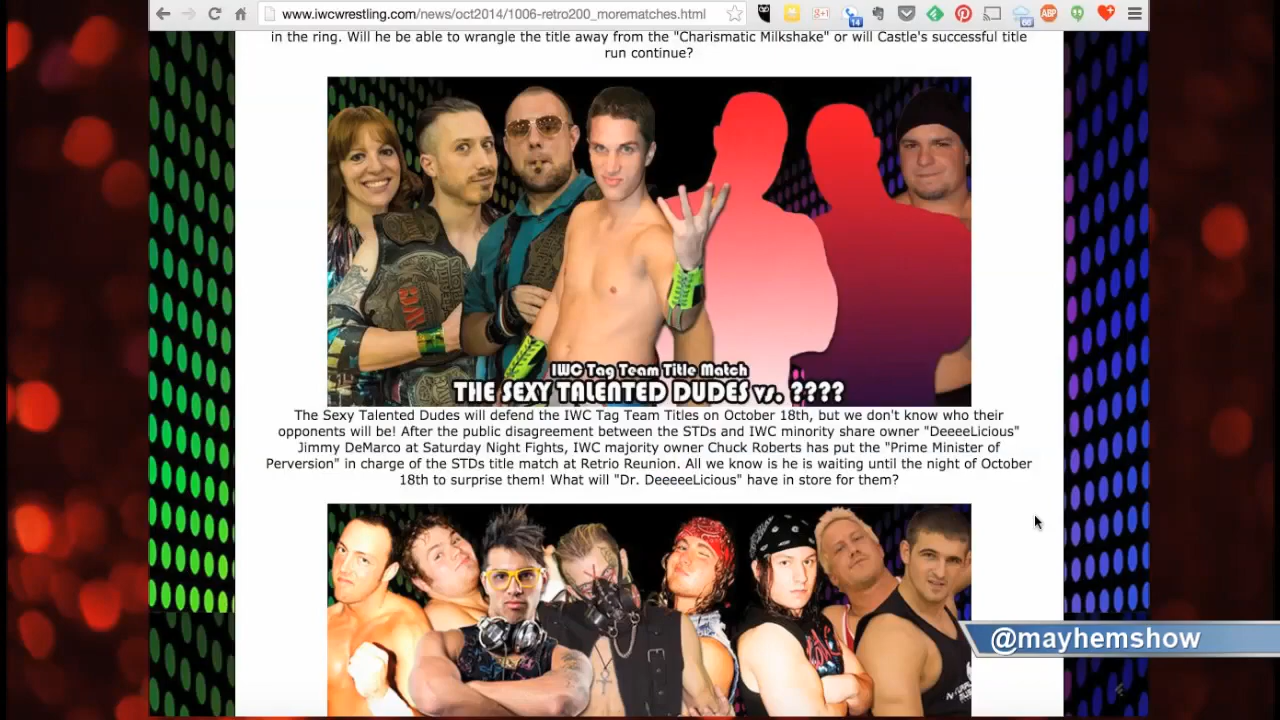 www.iwcwrestling.com/news/oct2014/1006-retro200_morematches.html
14
66
ABP
in the ring. Will he be able to wrangle the title away from the "Charismatic Milkshake" or will Castle's successful title
run continue?
IWC Tag Team Title Match
THE SEXY TALENTED DUDES vs. ????
The Sexy Talented Dudes will defend the IWC Tag Team Titles on October 18th, but we don't know who their
opponents will be! After the public disagreement between the STDs and IWC minority share owner "DeeeeLicious"
Jimmy DeMarco at Saturday Night Fights, IWC majority owner Chuck Roberts has put the "Prime Minister of
Perversion" in charge of the STDs title match at Retrio Reunion. All we know is he is waiting until the night of October
18th to surprise them! What will "Dr. DeeeeeLicious" have in store for them?
@mayhemshow